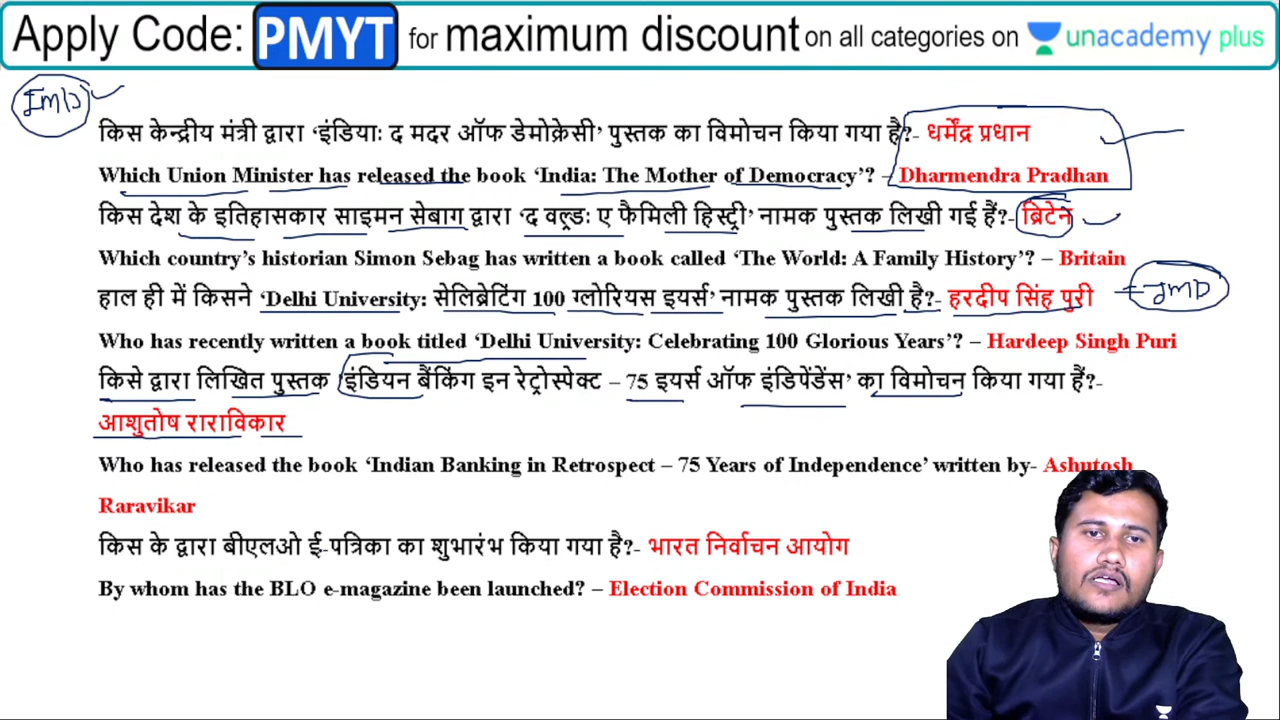 Apply Code: PMYT for maximum discount on all categories on unacademy plus
IMD
किस केन्द्रीय मंत्री द्वारा ‘इंडियाः द मदर ऑफ डेमोक्रेसी’ पुस्तक का विमोचन किया गया है?- धर्मेंद्र प्रधान
Which Union Minister has released the book ‘India: The Mother of Democracy’? – Dharmendra Pradhan
किस देश के इतिहासकार साइमन सेबाग द्वारा ‘द वर्ल्डः ए फैमिली हिस्ट्री’ नामक पुस्तक लिखी गई हैं?- ब्रिटेन
Which country’s historian Simon Sebag has written a book called ‘The World: A Family History’? – Britain
हाल ही में किसने ‘Delhi University: सेलिब्रेटिंग 100 ग्लोरियस इयर्स’ नामक पुस्तक लिखी है?- हरदीप सिंह पुरी IMD
Who has recently written a book titled ‘Delhi University: Celebrating 100 Glorious Years’? – Hardeep Singh Puri
किसे द्वारा लिखित पुस्तक ‘इंडियन बैंकिंग इन रेट्रोस्पेक्ट – 75 इयर्स ऑफ इंडिपेंडेंस’ का विमोचन किया गया हैं?-
आशुतोष राराविकार
Who has released the book ‘Indian Banking in Retrospect – 75 Years of Independence’ written by- Ashutosh
Raravikar
किस के द्वारा बीएलओ ई-पत्रिका का शुभारंभ किया गया है?- भारत निर्वाचन आयोग
By whom has the BLO e-magazine been launched? – Election Commission of India